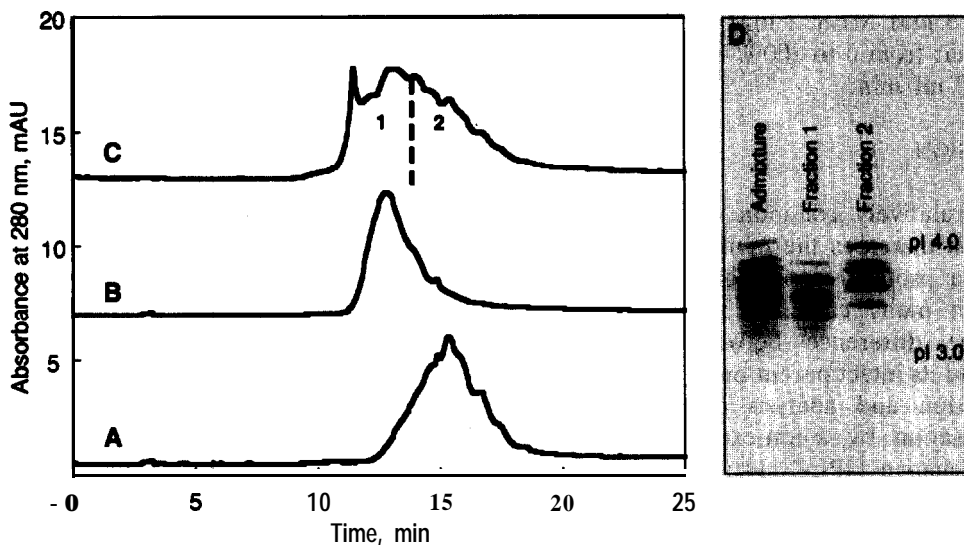 20
15
10
5
Absorbance at 280 nm, mAU
C
1
2
B
A
- 0
5
10
15
20
25
Time, min
D
Admixture
Fraction 1
Fraction 2
pI 4.0
pI 3.0